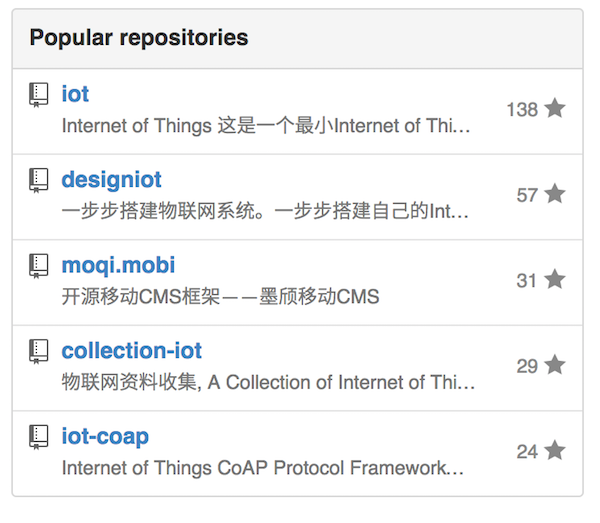 Popular repositories
iot
138
Internet of Things 这是一个最小Internet of Thi...
designiot
57
一步步搭建物联网系统。一步步搭建自己的Int...
moqi.mobi
31
开源移动CMS框架——墨颀移动CMS
collection-iot
29
物联网资料收集, A Collection of Internet of Thi...
iot-coap
24
Internet of Things CoAP Protocol Framework...